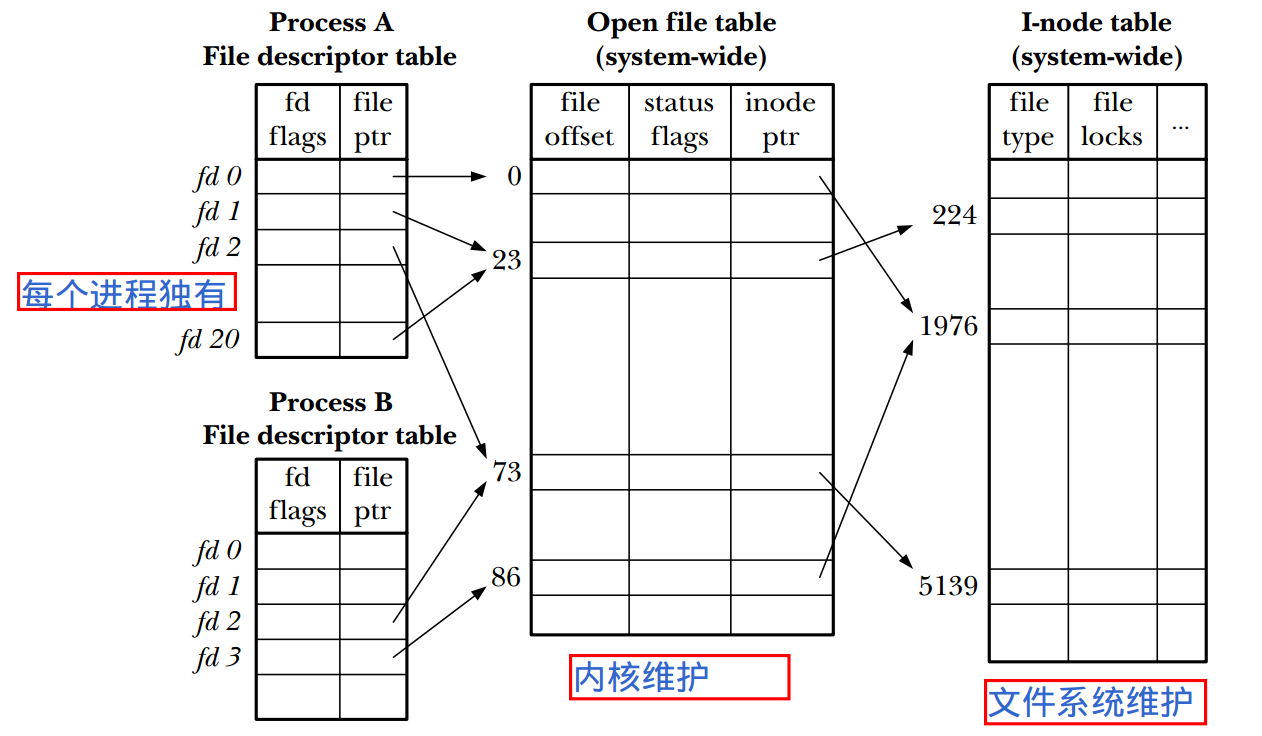 Process A
File descriptor table
fd flags
file ptr
fd 0
fd 1
fd 2
每个进程独有
fd 20
Process B
File descriptor table
fd flags
file ptr
fd 0
fd 1
fd 2
fd 3
Open file table
(system-wide)
file offset
status flags
inode ptr
0
23
73
86
内核维护
I-node table
(system-wide)
file type
file locks
...
224
1976
5139
文件系统维护